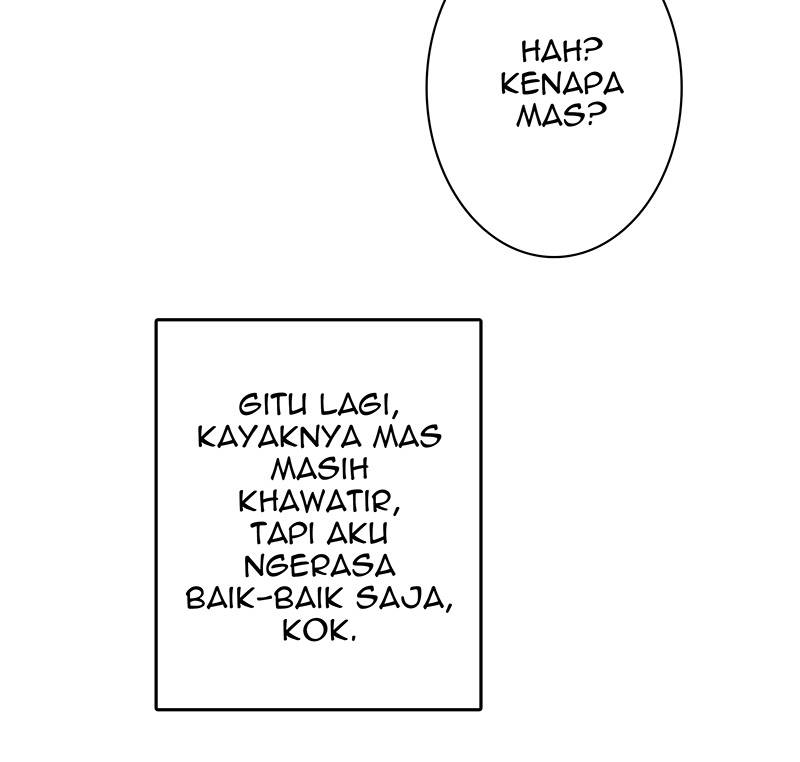 HAH?
KENAPA
MAS?
GITU LAGI,
KAYAKNYA MAS
MASIH
KHAWATIR,
TAPI AKU
NGERASA
BAIK-BAIK SAJA,
KOK.